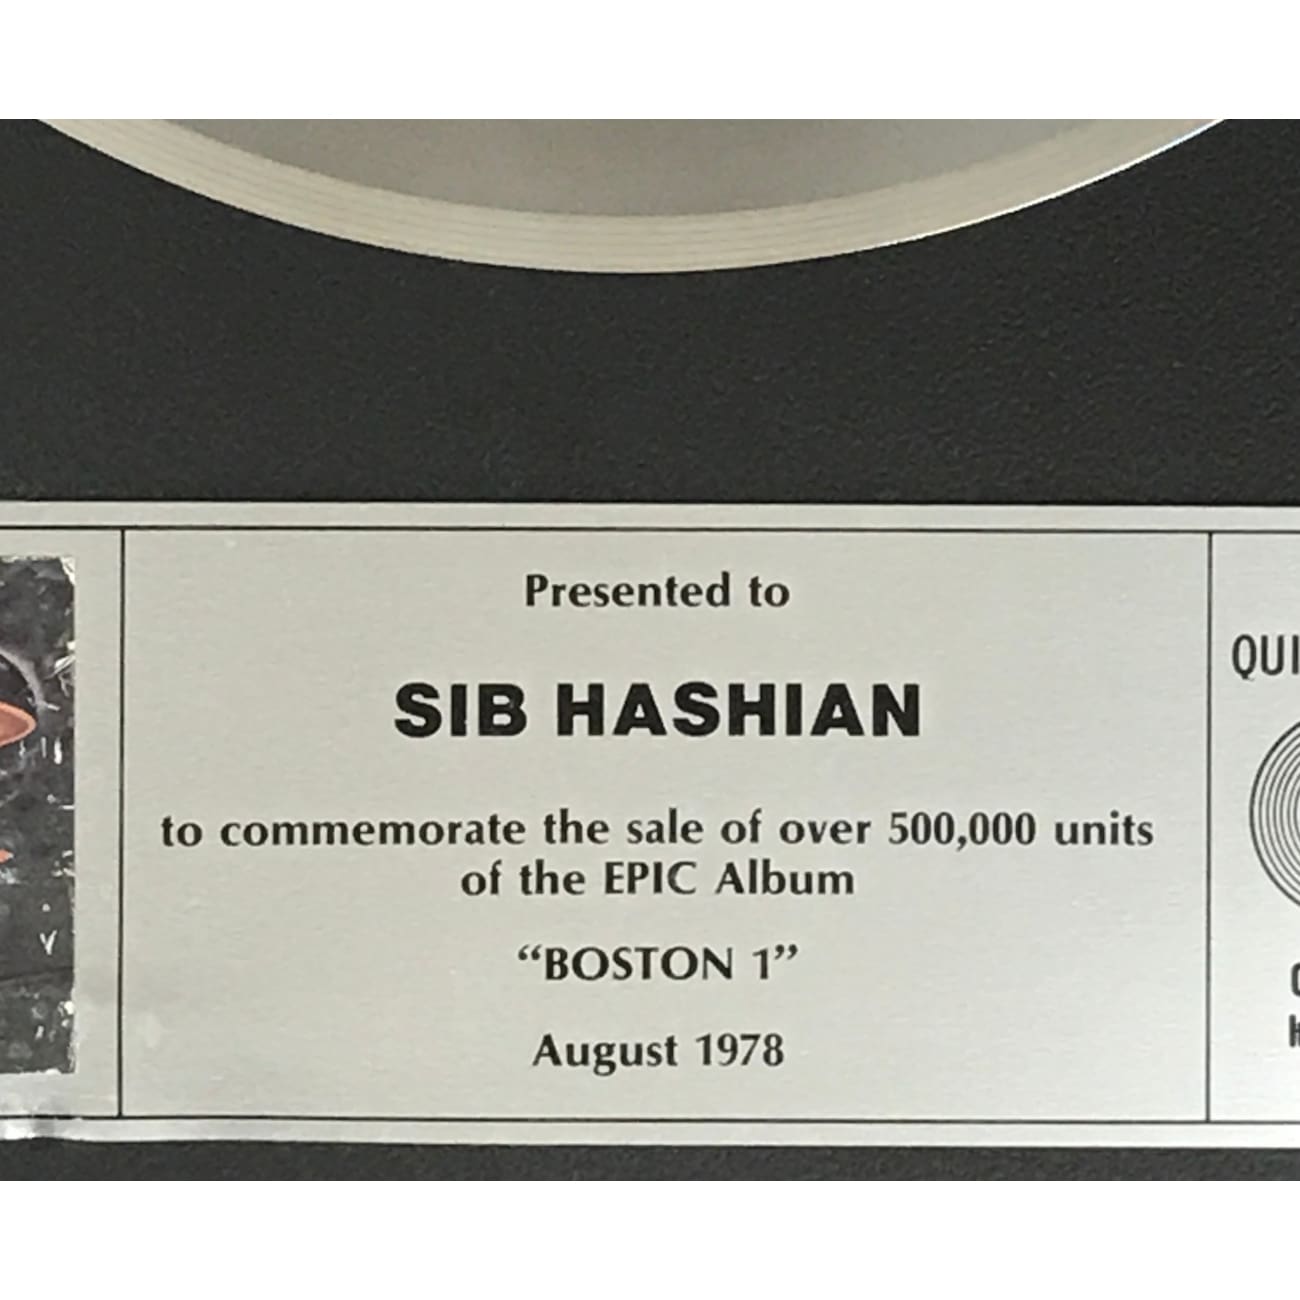 Presented to
SIB HASHIAN
to commemorate the sale of over 500,000 units
of the EPIC Album
“BOSTON 1”
August 1978
QUI